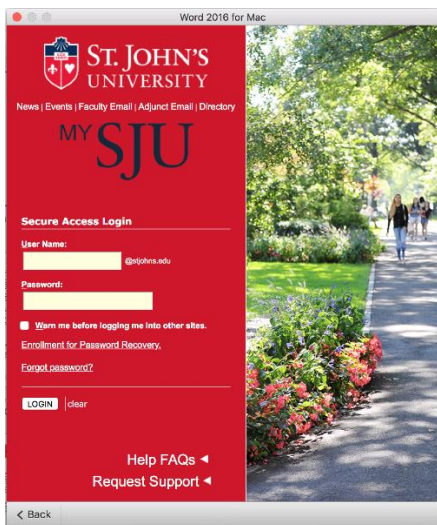 Word 2016 for Mac
ST. JOHN'S
UNIVERSITY
News | Events | Faculty Email | Adjunct Email | Directory
MY SJU
Secure Access Login
User Name:
@stjohns.edu
Password:
Warn me before logging me into other sites.
Enrollment for Password Recovery.
Forgot password?
LOGIN clear
Help FAQs
Request Support
Back